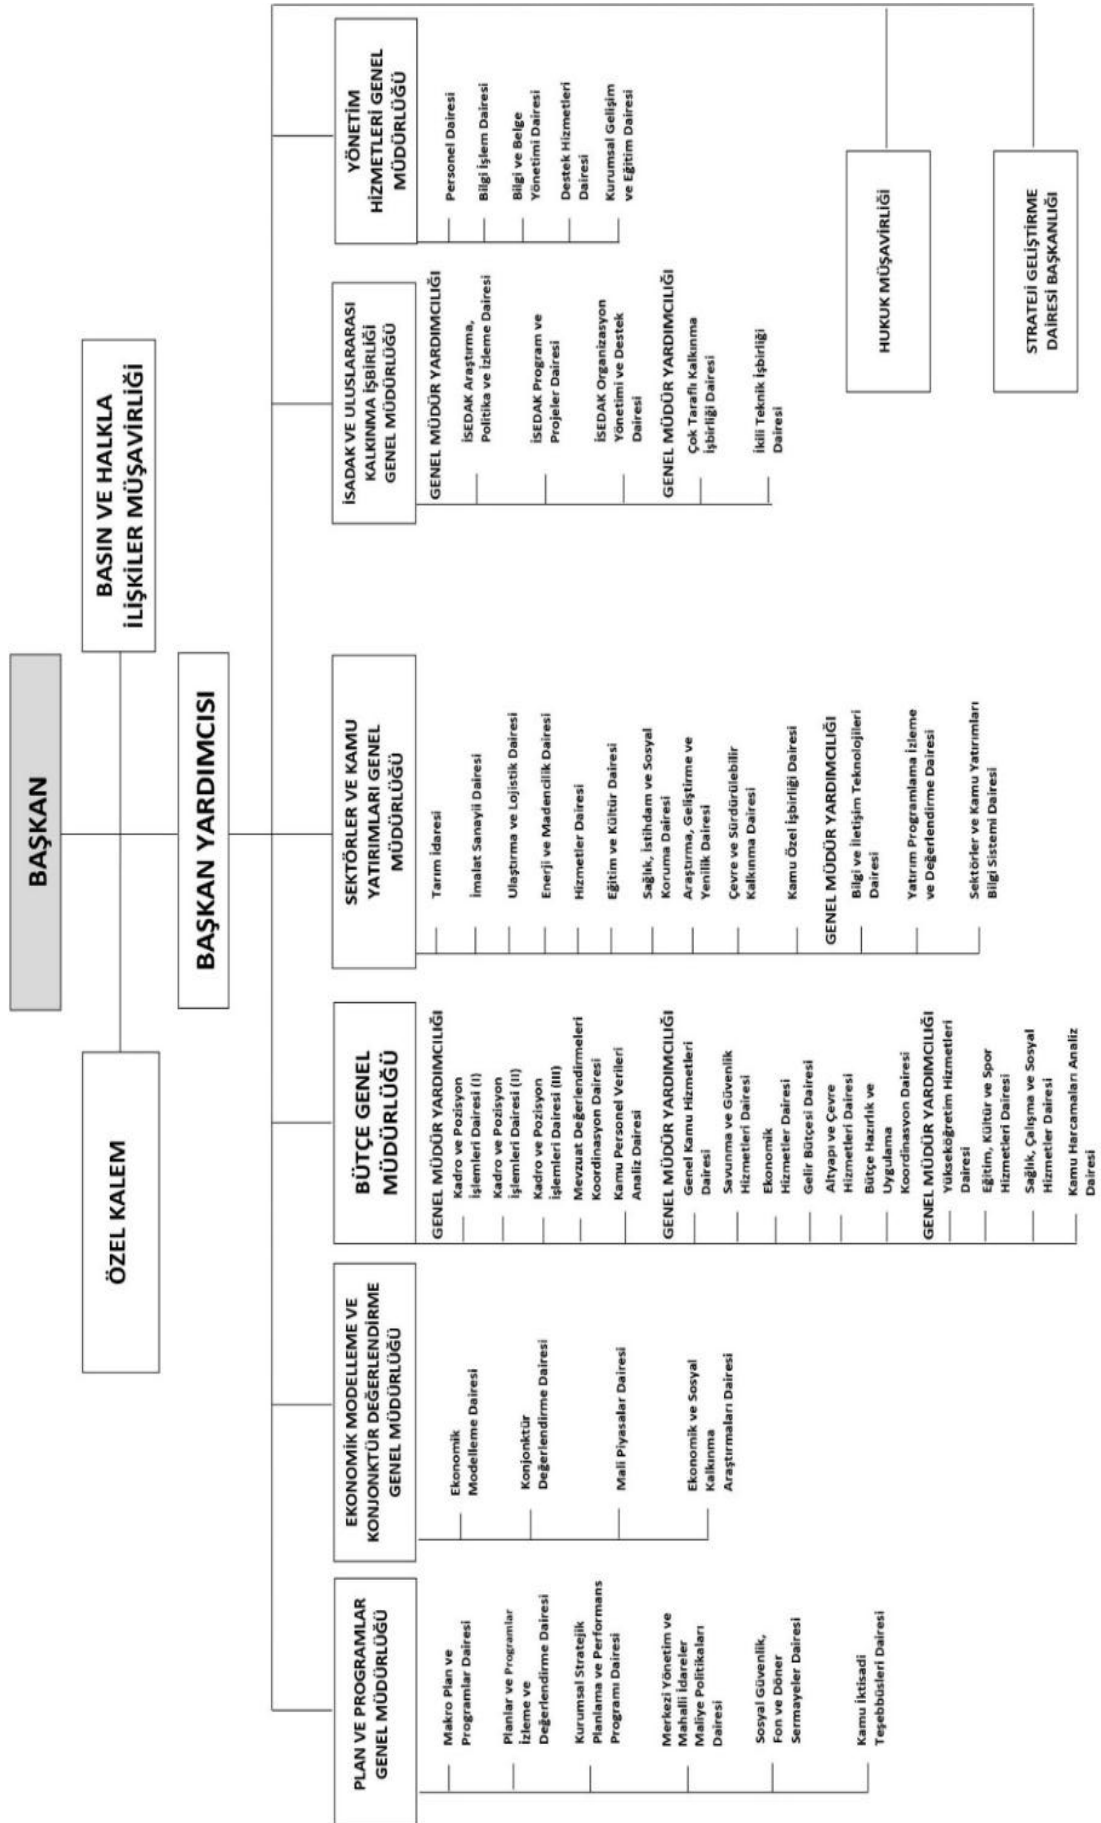 BAŞKAN
ÖZEL KALEM
BASIN VE HALKLA
İLİŞKİLER MÜŞAVİRLİĞİ
BAŞKAN YARDIMCISI
PLAN VE PROGRAMLAR
GENEL MÜDÜRLÜĞÜ
Makro Plan ve
Programlar Dairesi
Planlar ve Programlar
İzleme ve
Değerlendirme Dairesi
Kurumsal Stratejik
Planlama ve Performans
Programı Dairesi
Merkezi Yönetim ve
Mahalli İdareler
Maliye Politikaları
Dairesi
Sosyal Güvenlik,
Fon ve Döner
Sermayeler Dairesi
Kamu İktisadi
Teşebbüsleri Dairesi
EKONOMİK MODELLEME VE
KONJONKTÜR DEĞERLENDİRME
GENEL MÜDÜRLÜĞÜ
Ekonomik
Modelleme Dairesi
Konjonktür
Değerlendirme Dairesi
Mali Piyasalar Dairesi
Ekonomik ve Sosyal
Kalkınma
Araştırmaları Dairesi
BÜTÇE GENEL
MÜDÜRLÜĞÜ
GENEL MÜDÜR YARDIMCILIĞI
Kadro ve Pozisyon
İşlemleri Dairesi (I)
Kadro ve Pozisyon
İşlemleri Dairesi (II)
Kadro ve Pozisyon
İşlemleri Dairesi (III)
Mevzuat Değerlendirmeleri
Koordinasyon Dairesi
Kamu Personel Verileri
Analiz Dairesi
GENEL MÜDÜR YARDIMCILIĞI
Genel Kamu Hizmetleri
Dairesi
Savunma ve Güvenlik
Hizmetleri Dairesi
Ekonomik
Hizmetler Dairesi
Gelir Bütçesi Dairesi
Altyapı ve Çevre
Hizmetleri Dairesi
Bütçe Hazırlık ve
Uygulama
Koordinasyon Dairesi
GENEL MÜDÜR YARDIMCILIĞI
Yükseköğretim Hizmetleri
Dairesi
Eğitim, Kültür ve Spor
Hizmetleri Dairesi
Sağlık, Çalışma ve Sosyal
Hizmetler Dairesi
Kamu Harcamaları Analiz
Dairesi
SEKTÖRLER VE KAMU
YATIRIMLARI GENEL
MÜDÜRLÜĞÜ
Tarım İdaresi
İmalat Sanayii Dairesi
Ulaştırma ve Lojistik Dairesi
Enerji ve Madencilik Dairesi
Hizmetler Dairesi
Eğitim ve Kültür Dairesi
Sağlık, İstihdam ve Sosyal
Koruma Dairesi
Araştırma, Geliştirme ve
Yenilik Dairesi
Çevre ve Sürdürülebilir
Kalkınma Dairesi
Kamu Özel İşbirliği Dairesi
GENEL MÜDÜR YARDIMCILIĞI
Bilgi ve İletişim Teknolojileri
Dairesi
Yatırım Programlama İzleme
ve Değerlendirme Dairesi
Sektörler ve Kamu Yatırımları
Bilgi Sistemi Dairesi
İSADAK VE ULUSLARARASI
KALKINMA İŞBİRLİĞİ
GENEL MÜDÜRLÜĞÜ
GENEL MÜDÜR YARDIMCILIĞI
İSEDAK Araştırma,
Politika ve İzleme Dairesi
İSEDAK Program ve
Projeler Dairesi
İSEDAK Organizasyon
Yönetimi ve Destek
Dairesi
GENEL MÜDÜR YARDIMCILIĞI
Çok Taraflı Kalkınma
İşbirliği Dairesi
İkili Teknik İşbirliği
Dairesi
YÖNETİM
HİZMETLERİ GENEL
MÜDÜRLÜĞÜ
Personel Dairesi
Bilgi İşlem Dairesi
Bilgi ve Belge
Yönetimi Dairesi
Destek Hizmetleri
Dairesi
Kurumsal Gelişim
ve Eğitim Dairesi
HUKUK MÜŞAVİRLİĞİ
STRATEJİ GELİŞTİRME
DAİRESİ BAŞKANLIĞI